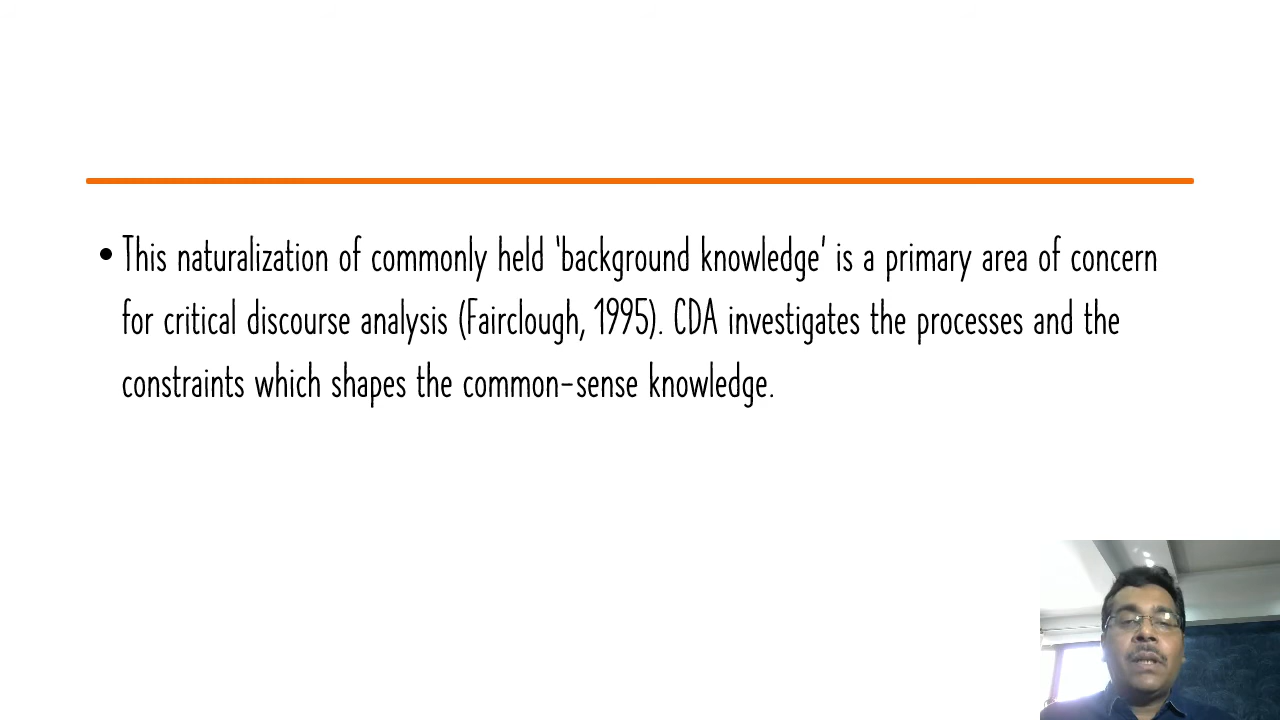 • This naturalization of commonly held ‘background knowledge’ is a primary area of concern
for critical discourse analysis (Fairclough, 1995). CDA investigates the processes and the
constraints which shapes the common-sense knowledge.